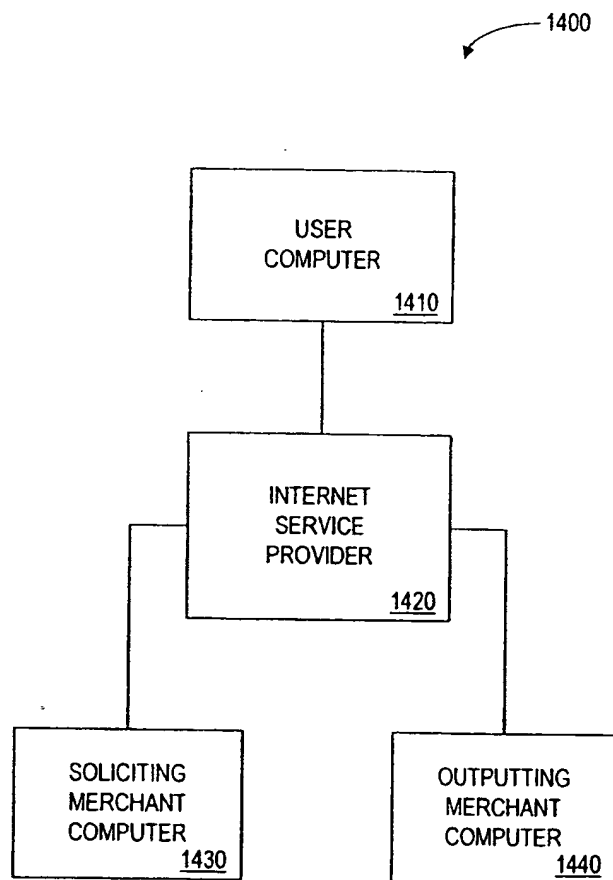 1400
USER
COMPUTER
1410
INTERNET
SERVICE
PROVIDER
1420
SOLICITING
MERCHANT
COMPUTER
1430
OUTPUTTING
MERCHANT
COMPUTER
1440